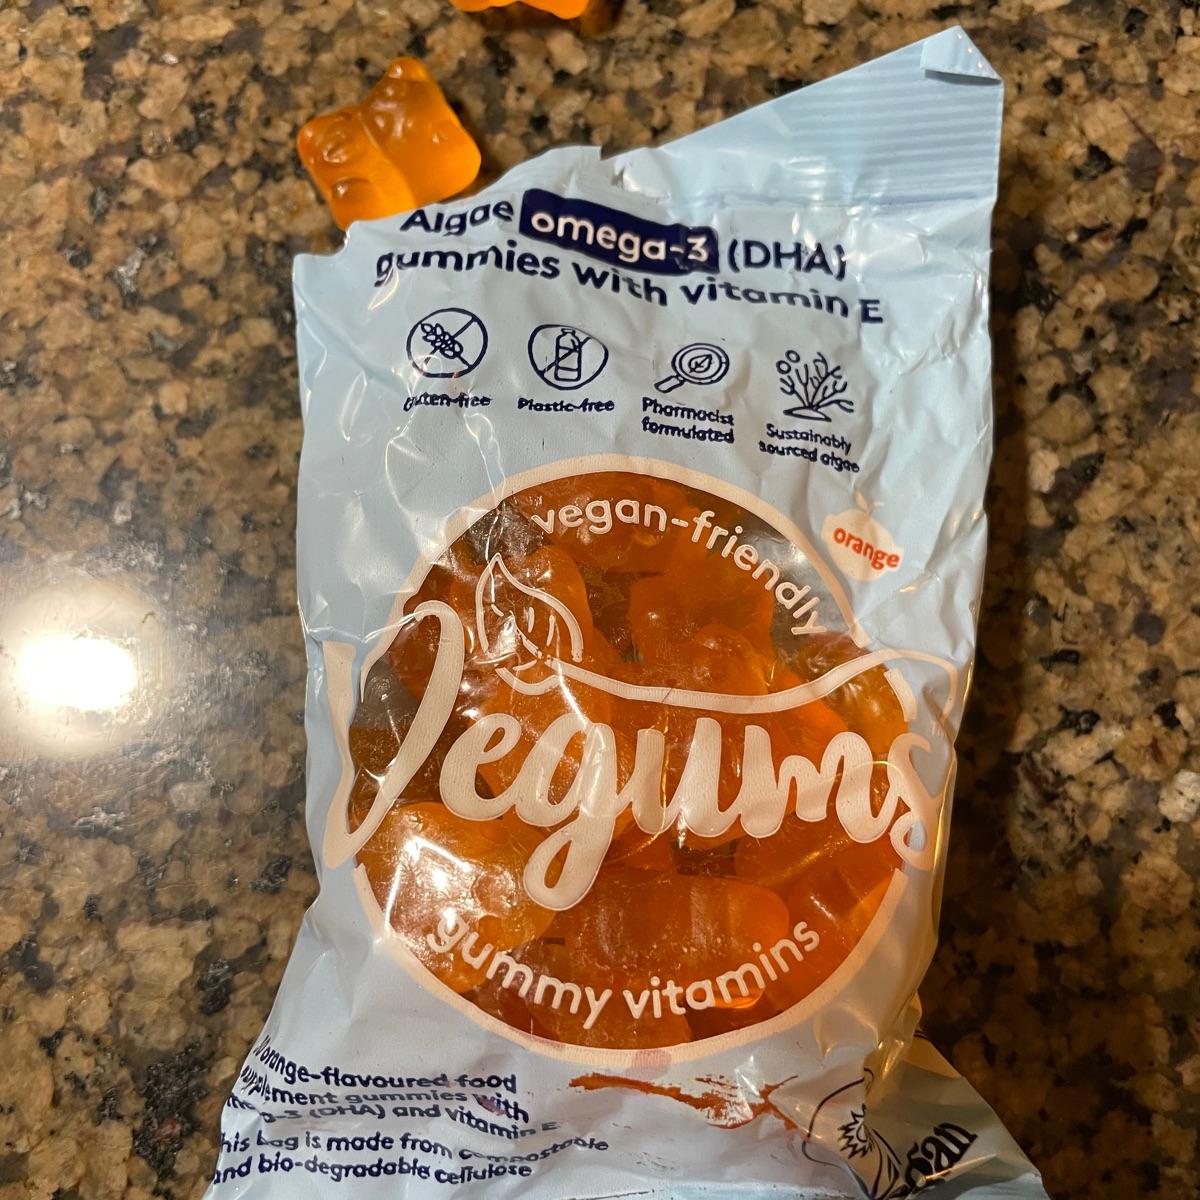 Algae omega-3 (DHA)
gummies with vitamin E
Gluten-free
Plastic-free
Pharmacist
formulated
Sustainably
sourced algae
orange
vegan-friendly
Vegums
gummy vitamins
orange-flavoured food
supplement gummies with
(DHA) and vitamin E
This bag is made from compostable
and bio-degradable cellulose